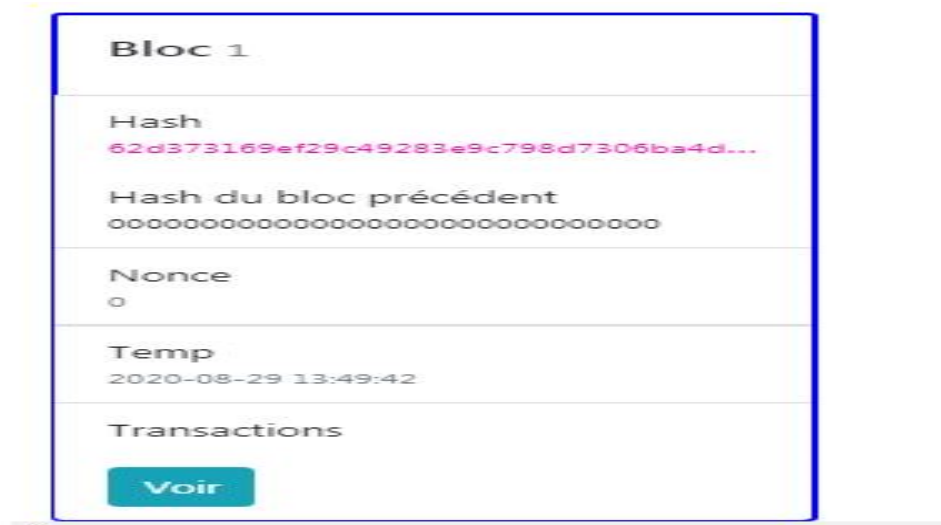 Bloc 1
Hash
62d373169ef29c49283e9c798d7306ba4d...
Hash du bloc précédent
00000000000000000000000000000000
Nonce
0
Temp
2020-08-29 13:49:42
Transactions
Voir